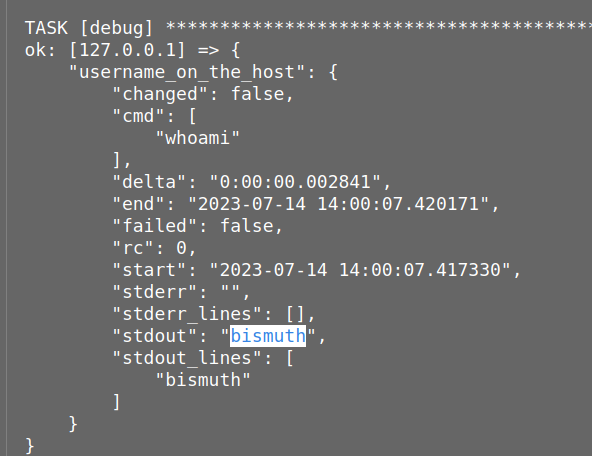 TASK [debug] ****************************************
ok: [127.0.0.1] => {
    "username_on_the_host": {
        "changed": false,
        "cmd": [
            "whoami"
        ],
        "delta": "0:00:00.002841",
        "end": "2023-07-14 14:00:07.420171",
        "failed": false,
        "rc": 0,
        "start": "2023-07-14 14:00:07.417330",
        "stderr": "",
        "stderr_lines": [],
        "stdout": "bismuth",
        "stdout_lines": [
            "bismuth"
        ]
    }
}